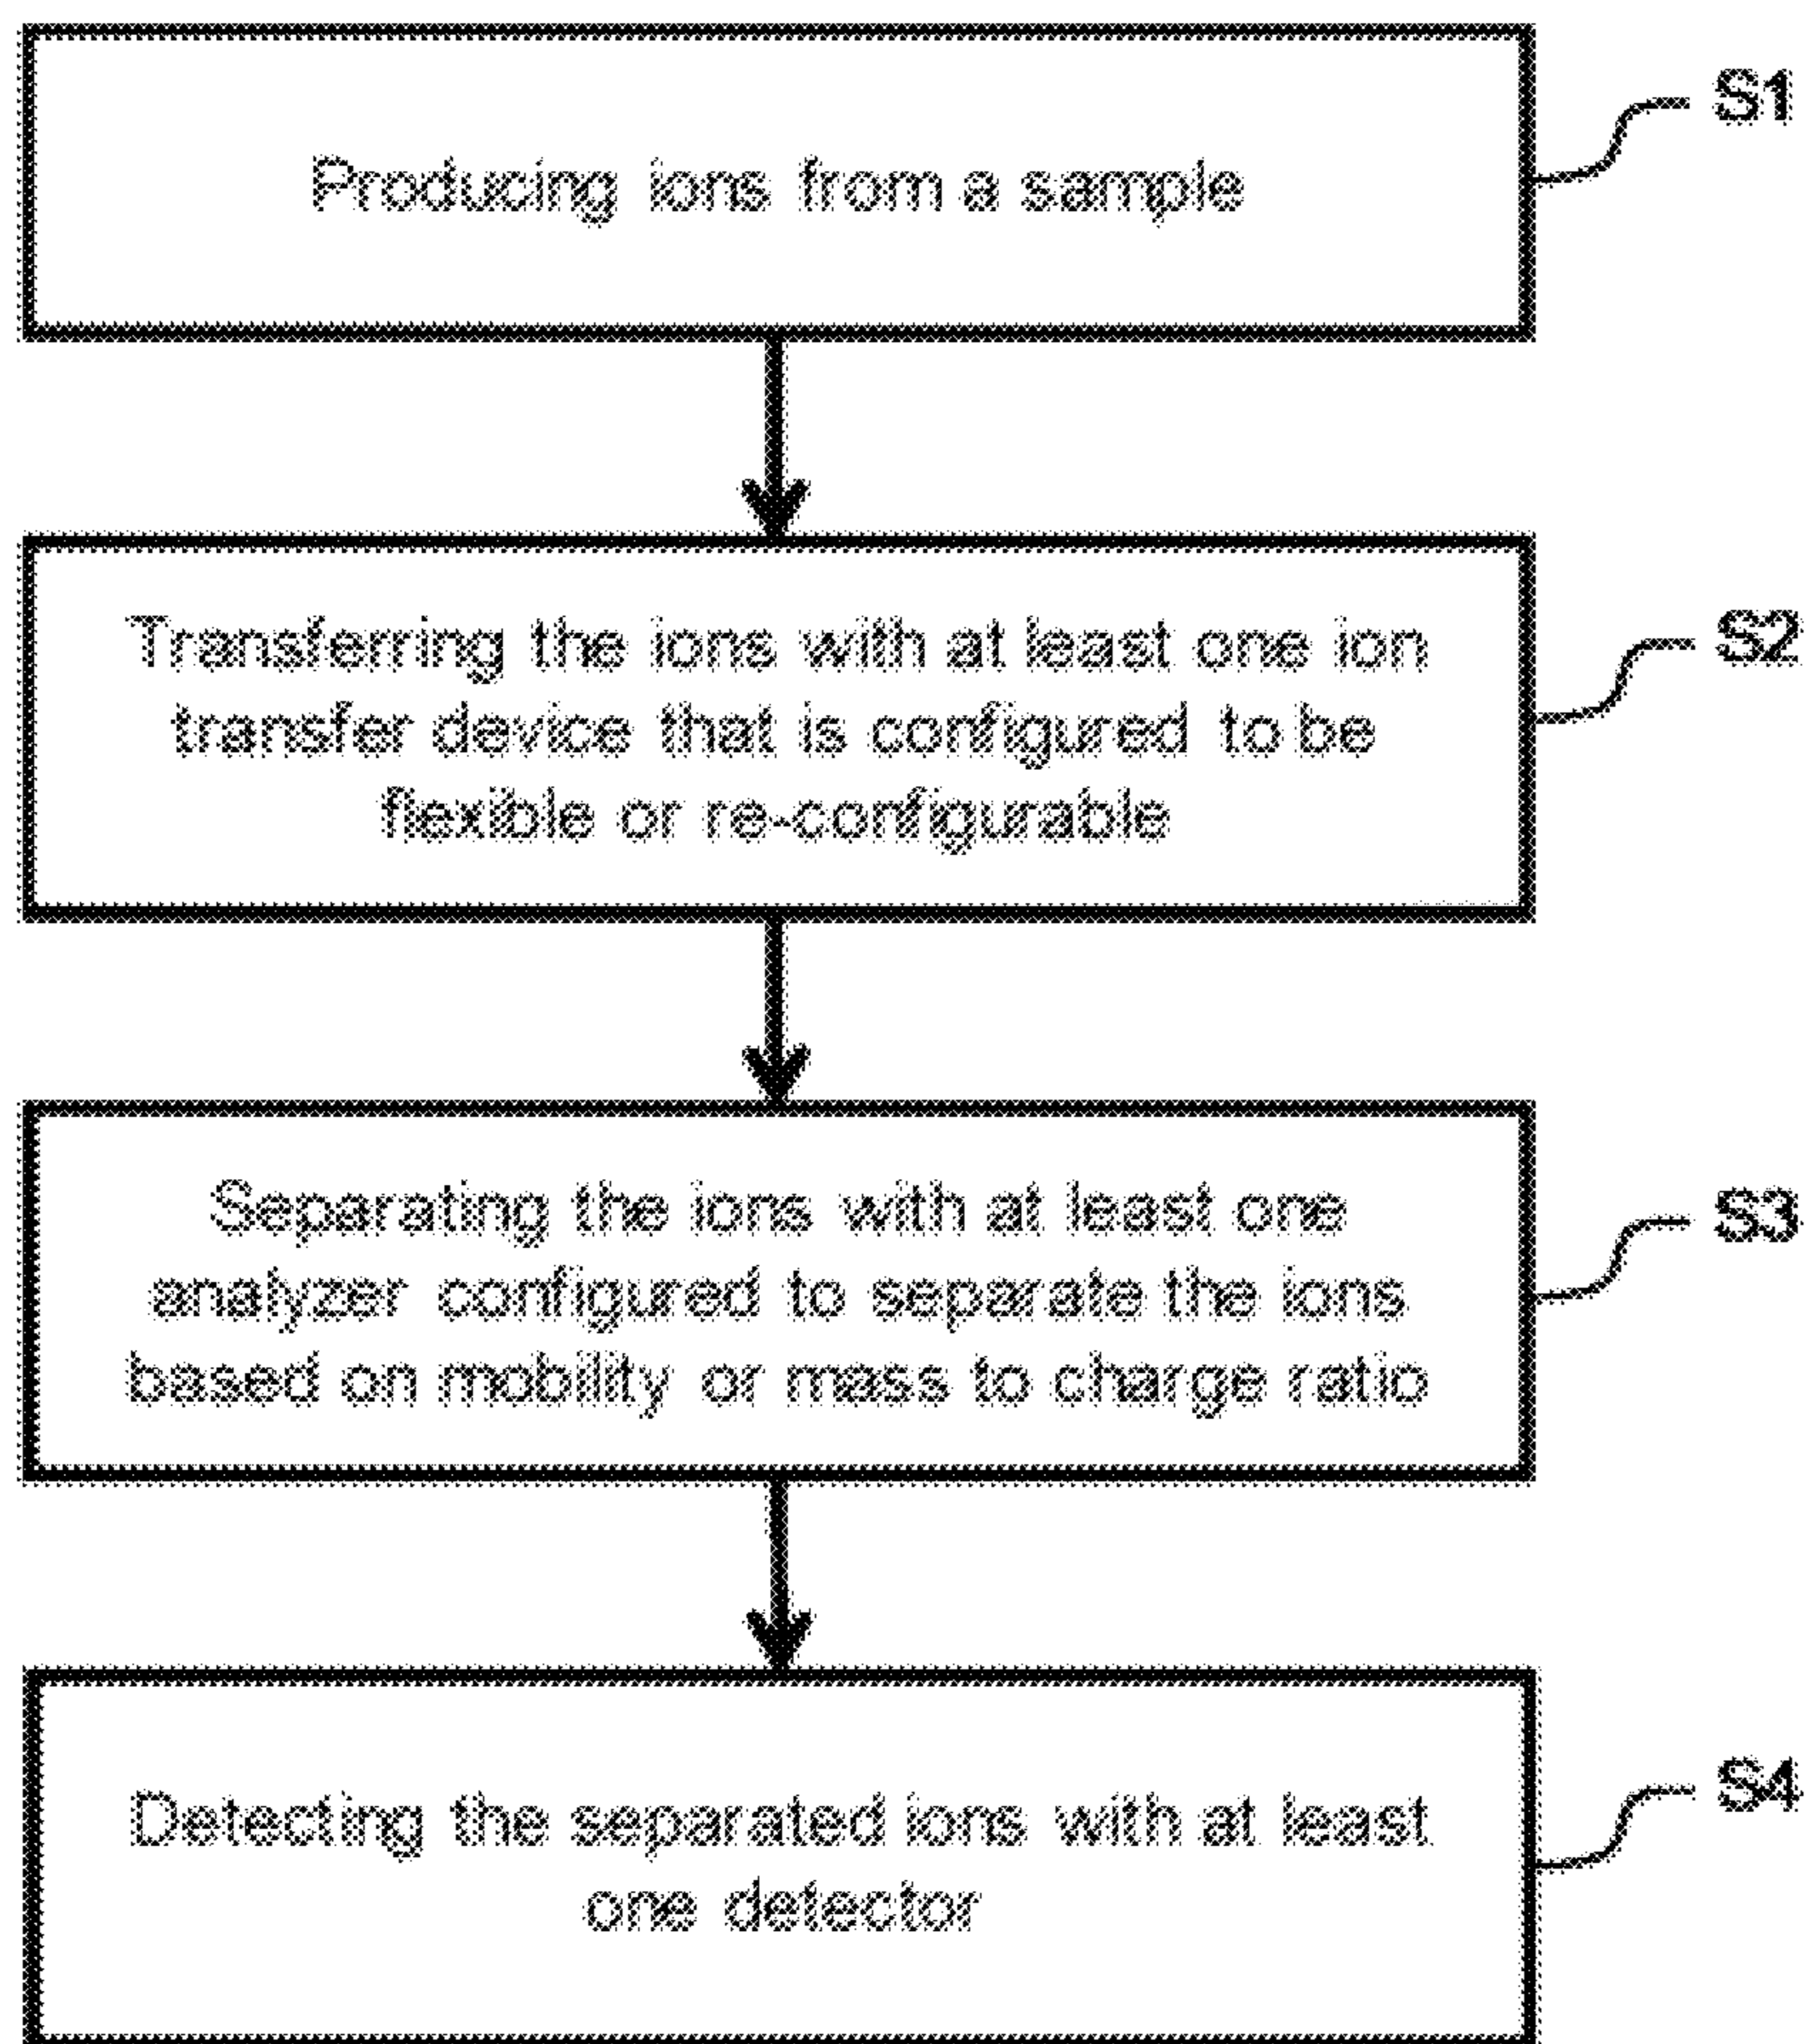 Producing ions from a sample
S1
Transferring the ions with at least one ion
transfer device that is configured to be
flexible or re-configurable
S2
Separating the ions with at least one
analyzer configured to separate the ions
based on mobility or mass to charge ratio
S3
Detecting the separated ions with at least
one detector
S4